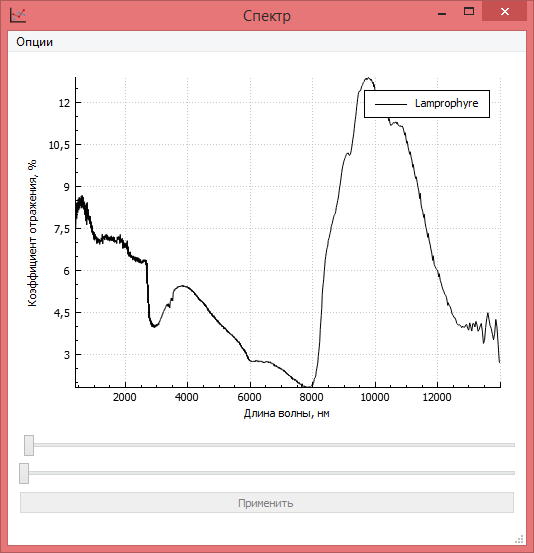 Спектр
Опции
12
10,5
9
7,5
6
4,5
3
Коэффициент отражения, %
Lamprophyre
2000 4000 6000 8000 10000 12000
Длина волны, нм
Применить